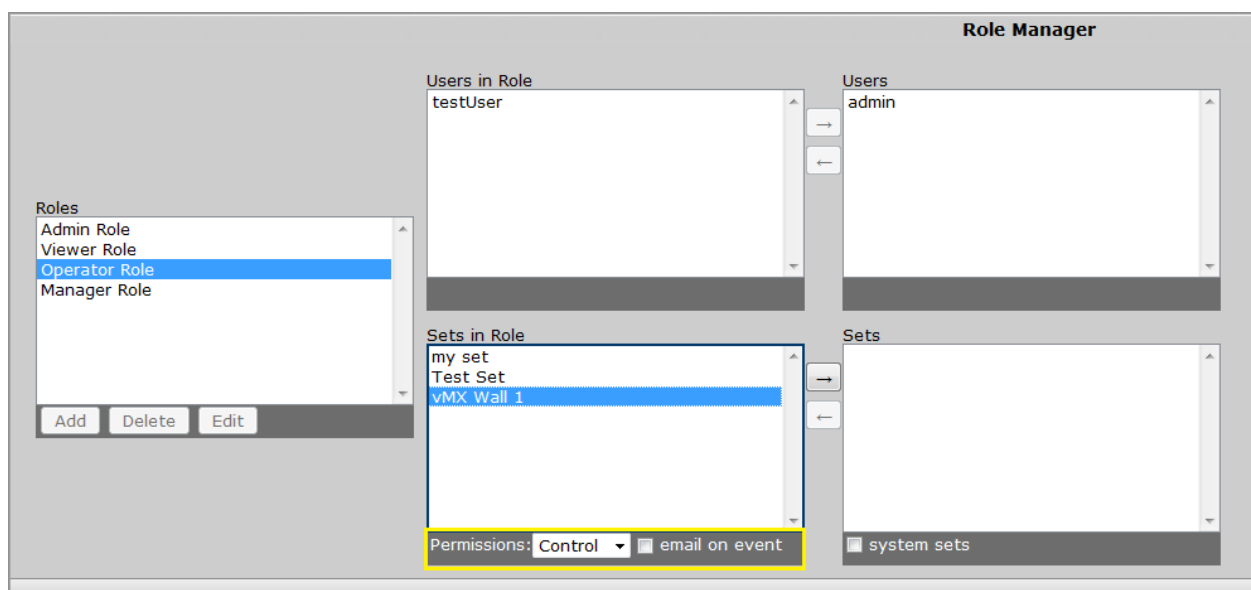 Role Manager
Users in Role
testUser
Users
admin
→
←
Roles
Admin Role
Viewer Role
Operator Role
Manager Role
Add Delete Edit
Sets in Role
my set
Test Set
vMX Wall 1
Permissions: Control email on event
Sets
→
←
system sets